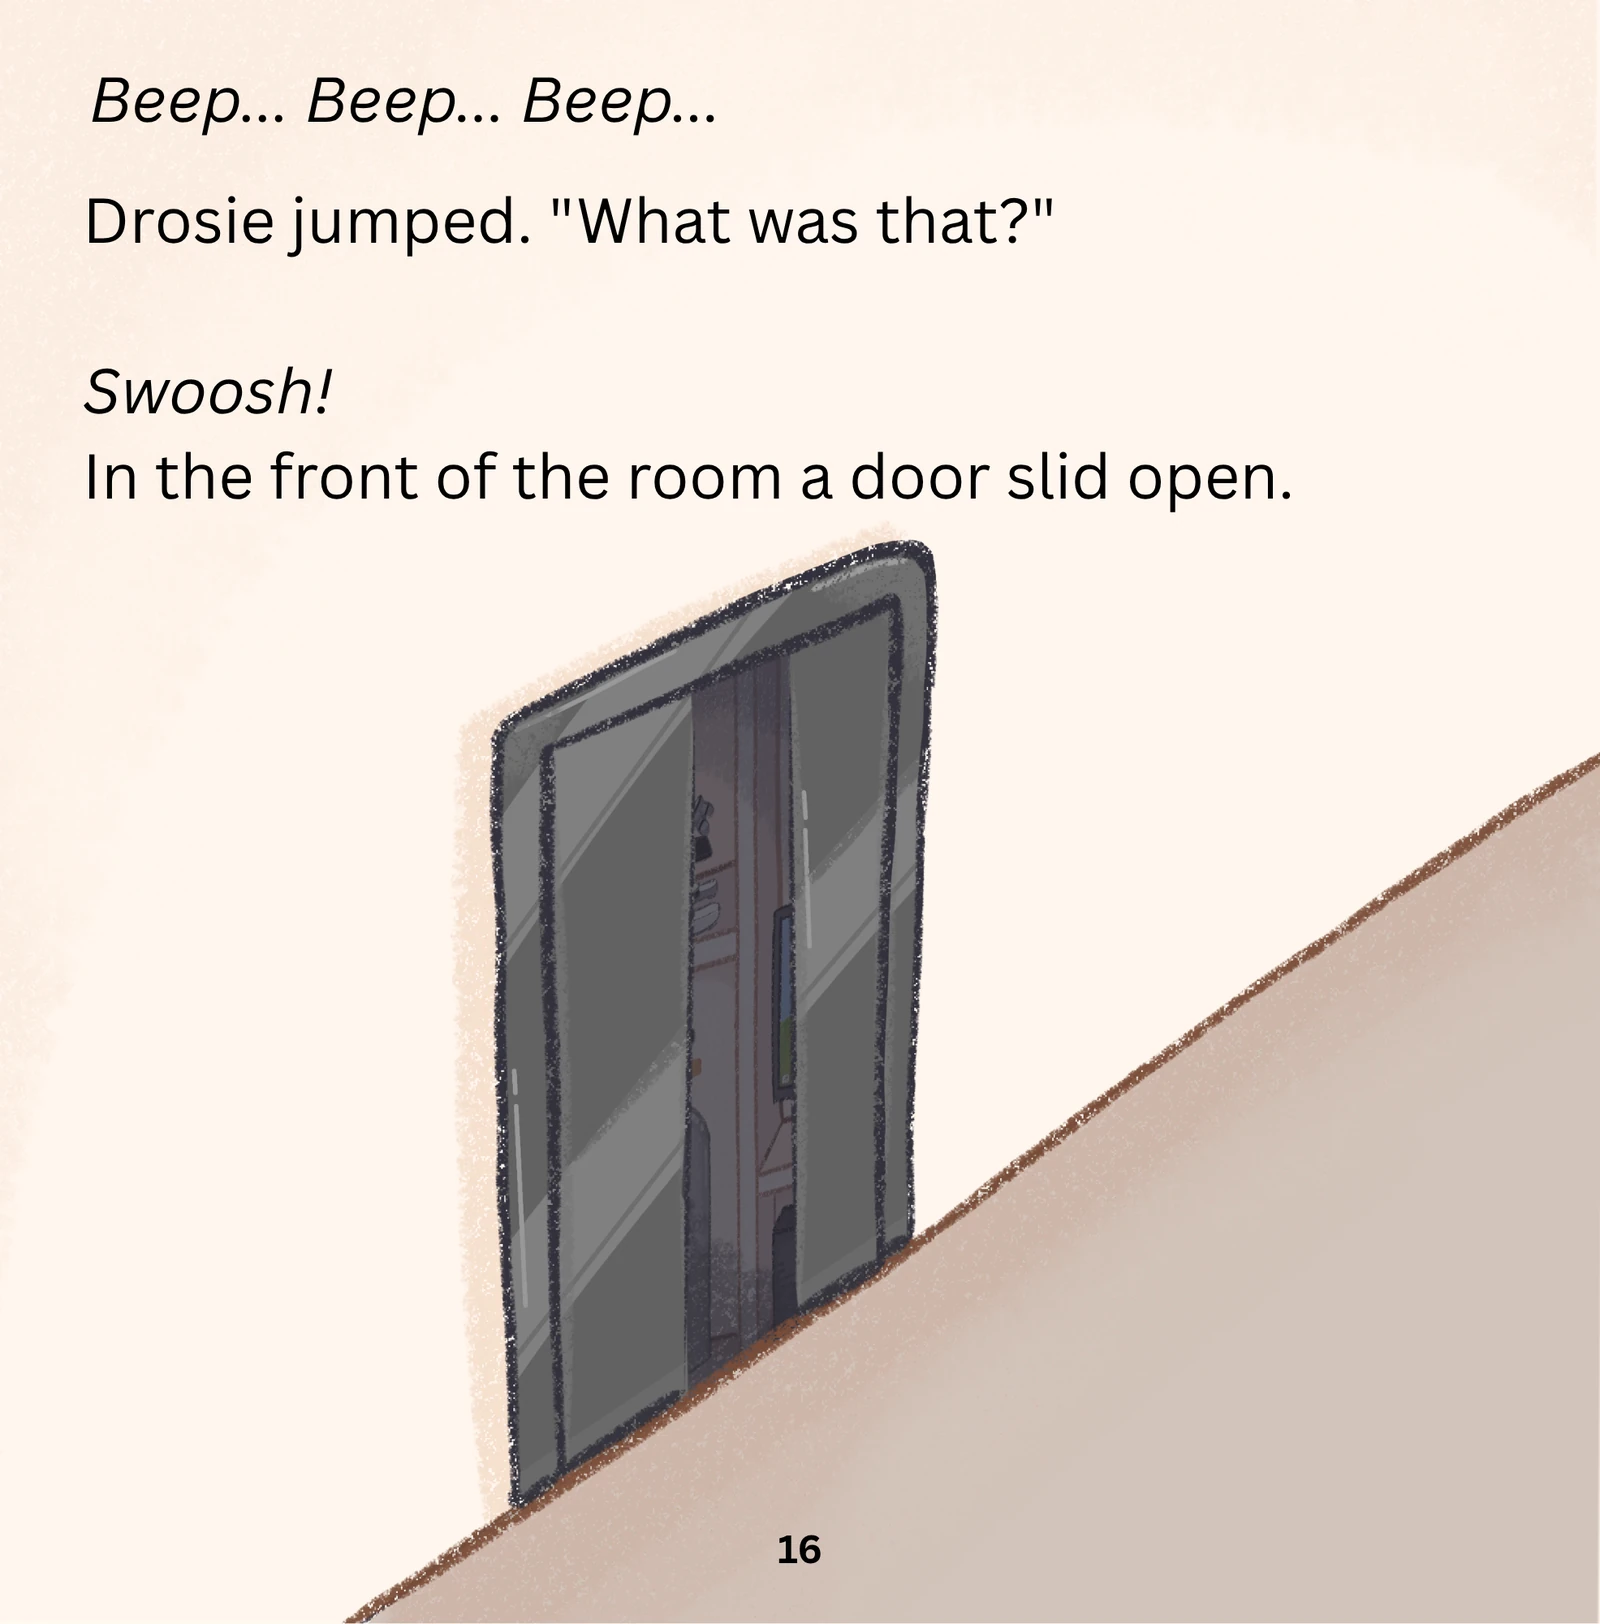 Beep... Beep... Beep...
Drosie jumped. "What was that?"
Swoosh!
In the front of the room a door slid open.
16